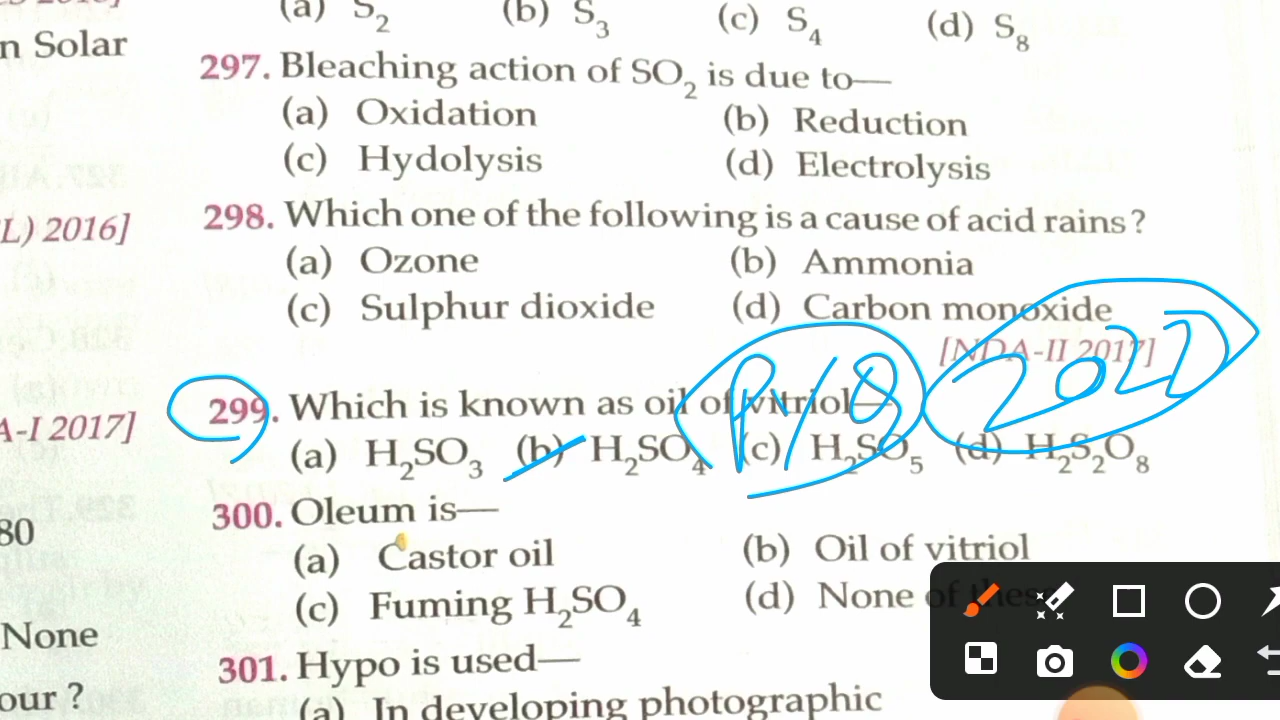 n Solar
(a) S2 (b) S3 (c) S4 (d) S8
297. Bleaching action of SO2 is due to—
(a) Oxidation (b) Reduction
(c) Hydolysis (d) Electrolysis
L) 2016]
298. Which one of the following is a cause of acid rains?
(a) Ozone (b) Ammonia
(c) Sulphur dioxide (d) Carbon monoxide
[NDA-II 2017]
A-I 2017]
299. Which is known as oil of vitriol—
(a) H2SO3 (b) H2SO4 (c) H2SO5 (d) H2S2O8
80
300. Oleum is—
(a) Castor oil (b) Oil of vitriol
(c) Fuming H2SO4 (d) None of these
None
301. Hypo is used—
our ?
(a) In developing photographic